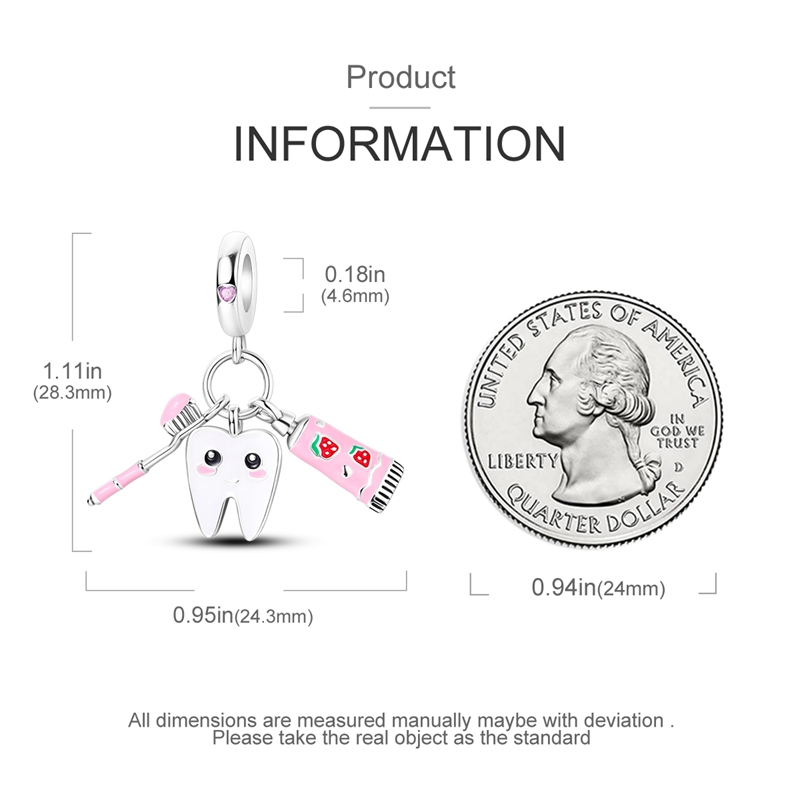 Product
INFORMATION
0.18in
(4.6mm)
1.11in
(28.3mm)
UNITED STATES OF AMERICA
IN
GOD WE
TRUST
LIBERTY
D
QUARTER DOLLAR
0.94in(24mm)
0.95in(24.3mm)
All dimensions are measured manually maybe with deviation .
Please take the real object as the standard